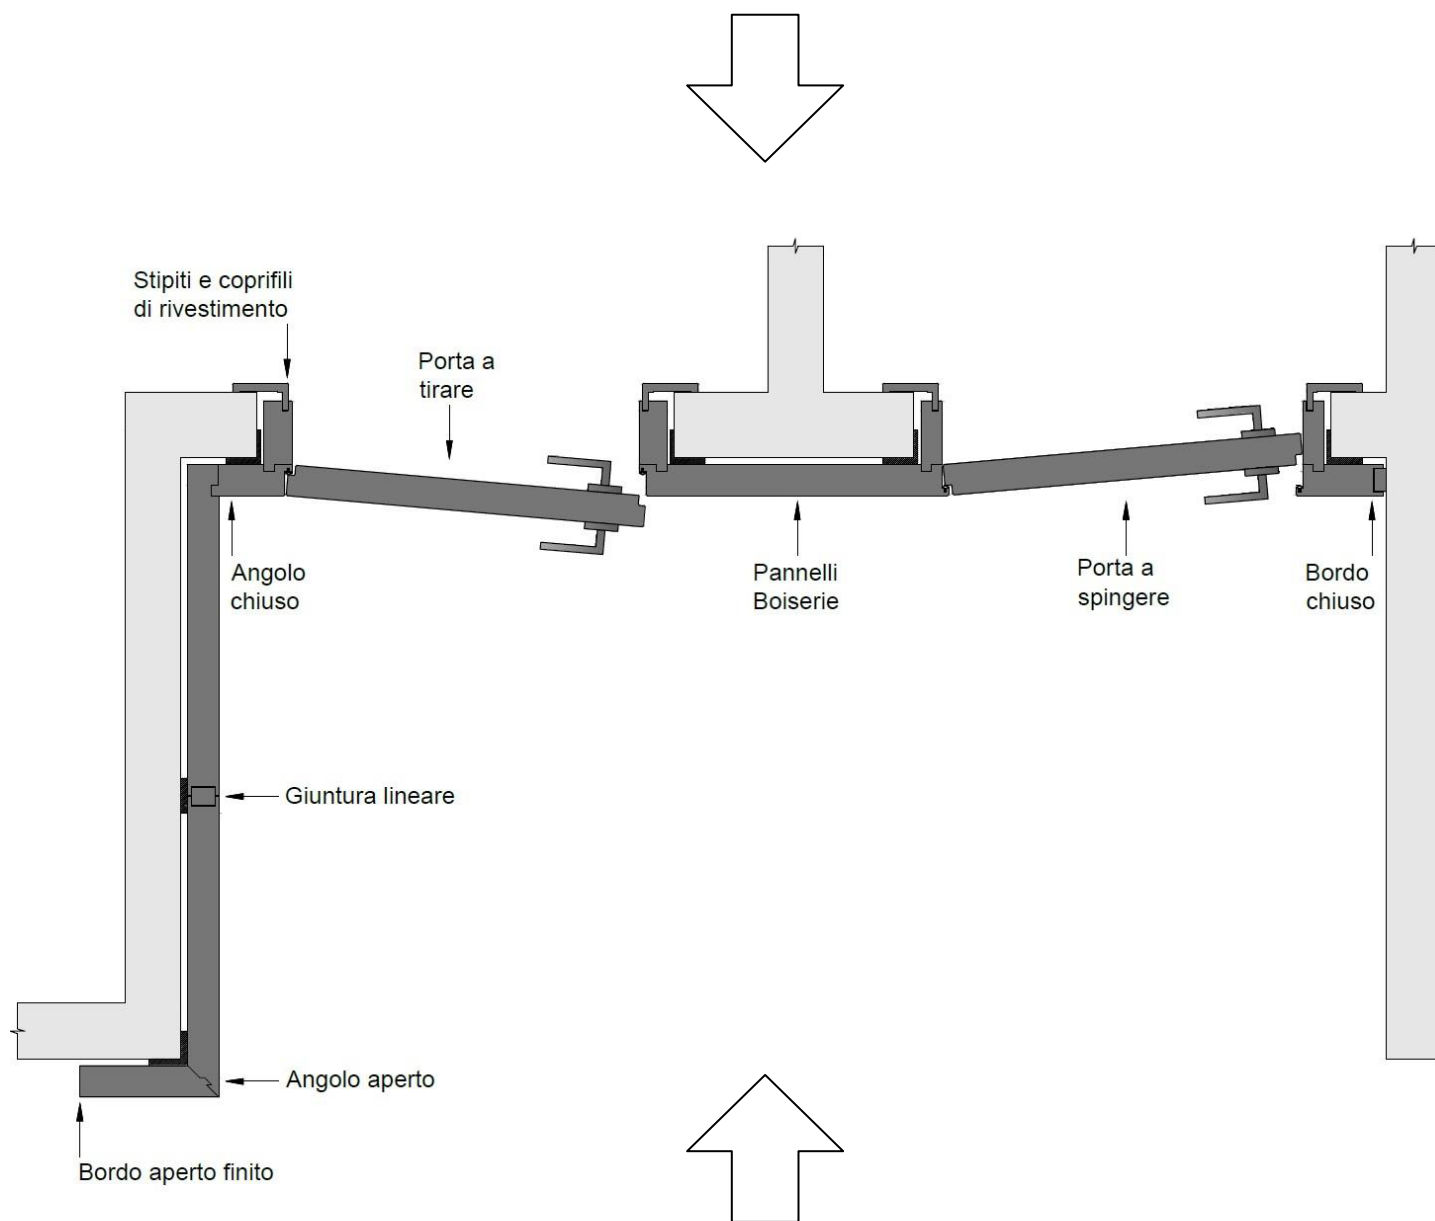 Stipiti e coprifili
di rivestimento
Porta a
tirare
Angolo
chiuso
Pannelli
Boiserie
Porta a
spingere
Bordo
chiuso
Giuntura lineare
Angolo aperto
Bordo aperto finito